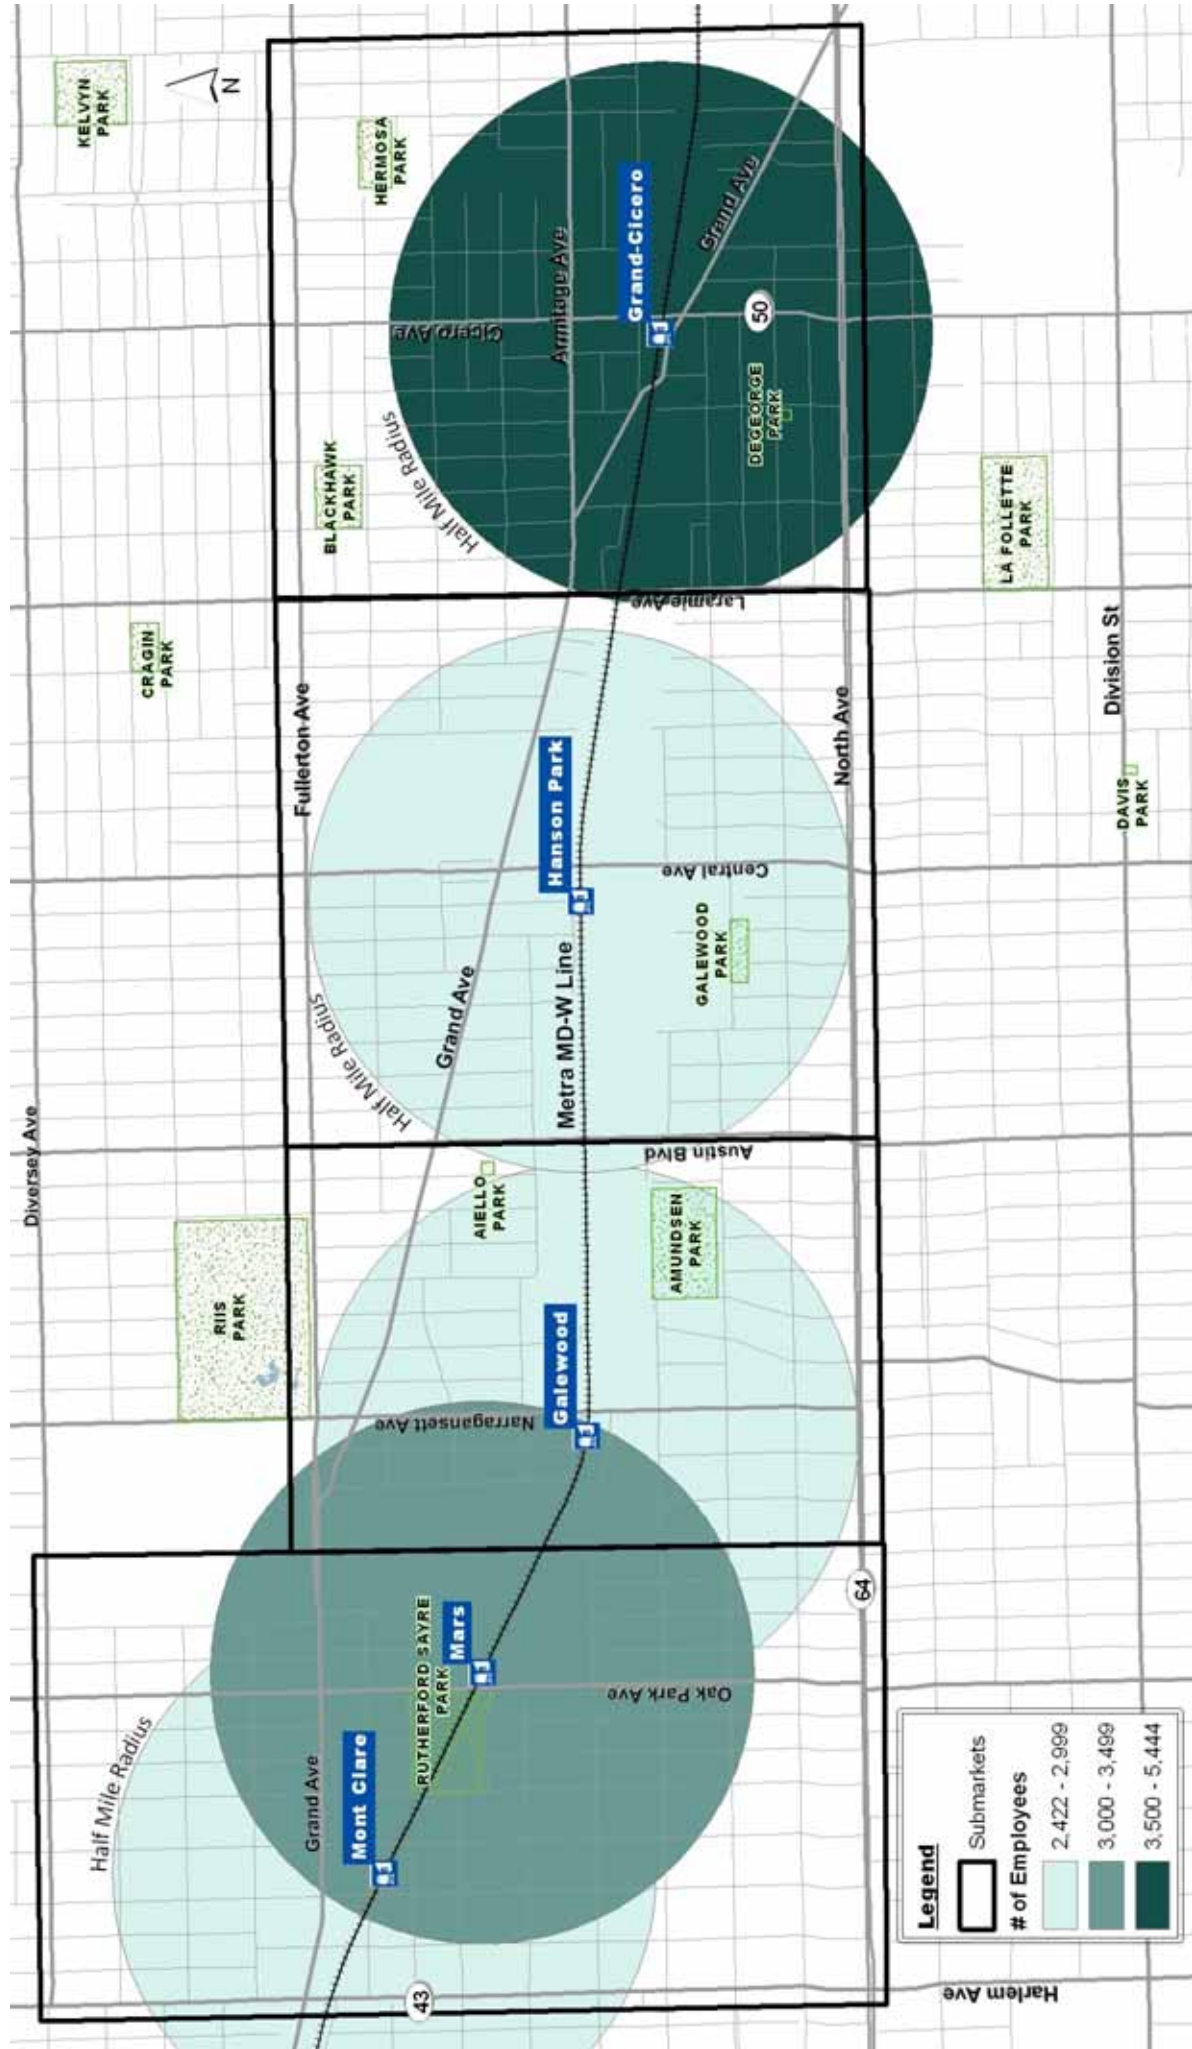 Diversey Ave
KELVYN
PARK
N
CRAGIN
PARK
RIIS
PARK
HERMOSA
PARK
BLACKHAWK
PARK
Fullerton Ave
Half Mile Radius
Half Mile Radius
Half Mile Radius
Grand Ave
Grand Ave
Grand Ave
Armitage Ave
Cicero Ave
Grand-Cicero
50
DEGEORGE
PARK
Laramie Ave
Hanson Park
Central Ave
GALEWOOD
PARK
Metra MD-W Line
North Ave
Austin Blvd
AIELLO
PARK
AMUNDSEN
PARK
Galewood
Narragansett Ave
RUTHERFORD SAYRE
PARK
Mars
Oak Park Ave
Mont Clare
43
64
Harlem Ave
LA FOLLETTE
PARK
Division St
DAVIS
PARK
Legend
Submarkets
# of Employees
2,422 - 2,999
3,000 - 3,499
3,500 - 5,444